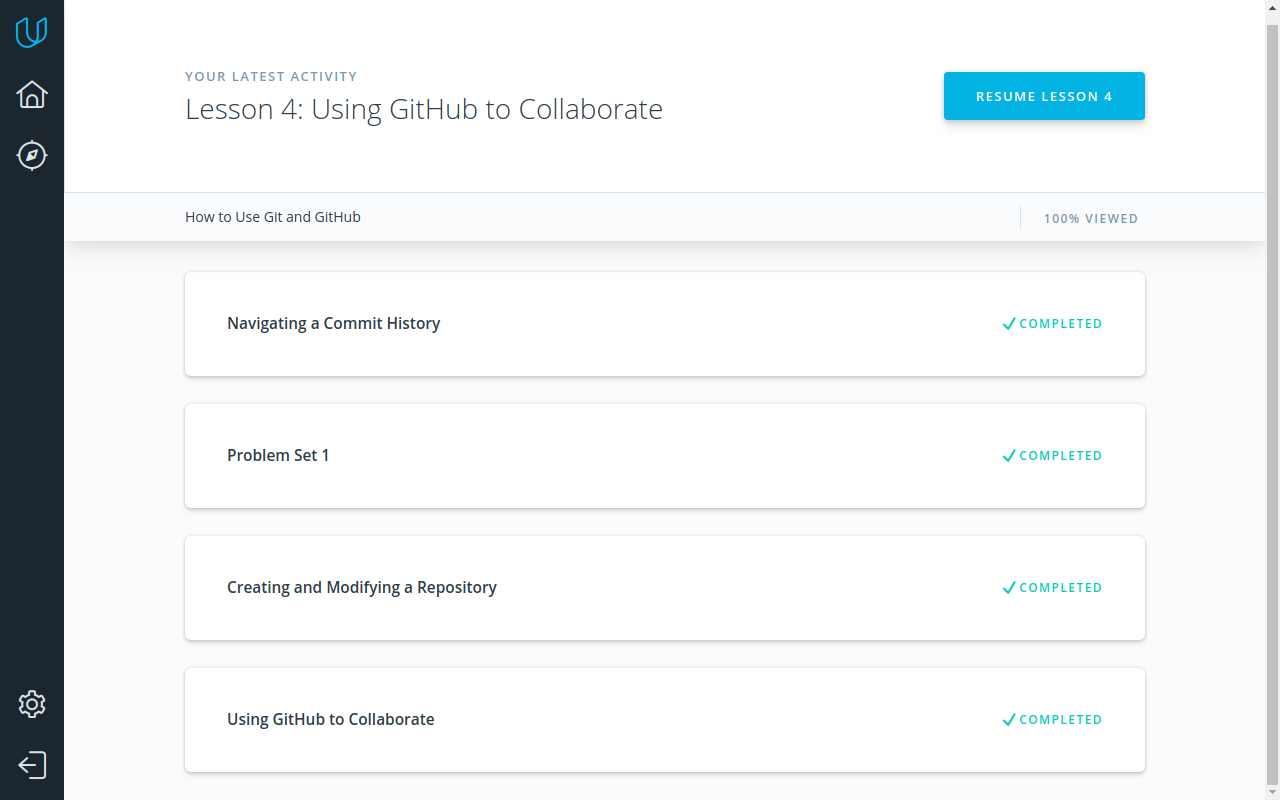 YOUR LATEST ACTIVITY
Lesson 4: Using GitHub to Collaborate
RESUME LESSON 4
How to Use Git and GitHub
100% VIEWED
Navigating a Commit History
COMPLETED
Problem Set 1
COMPLETED
Creating and Modifying a Repository
COMPLETED
Using GitHub to Collaborate
COMPLETED